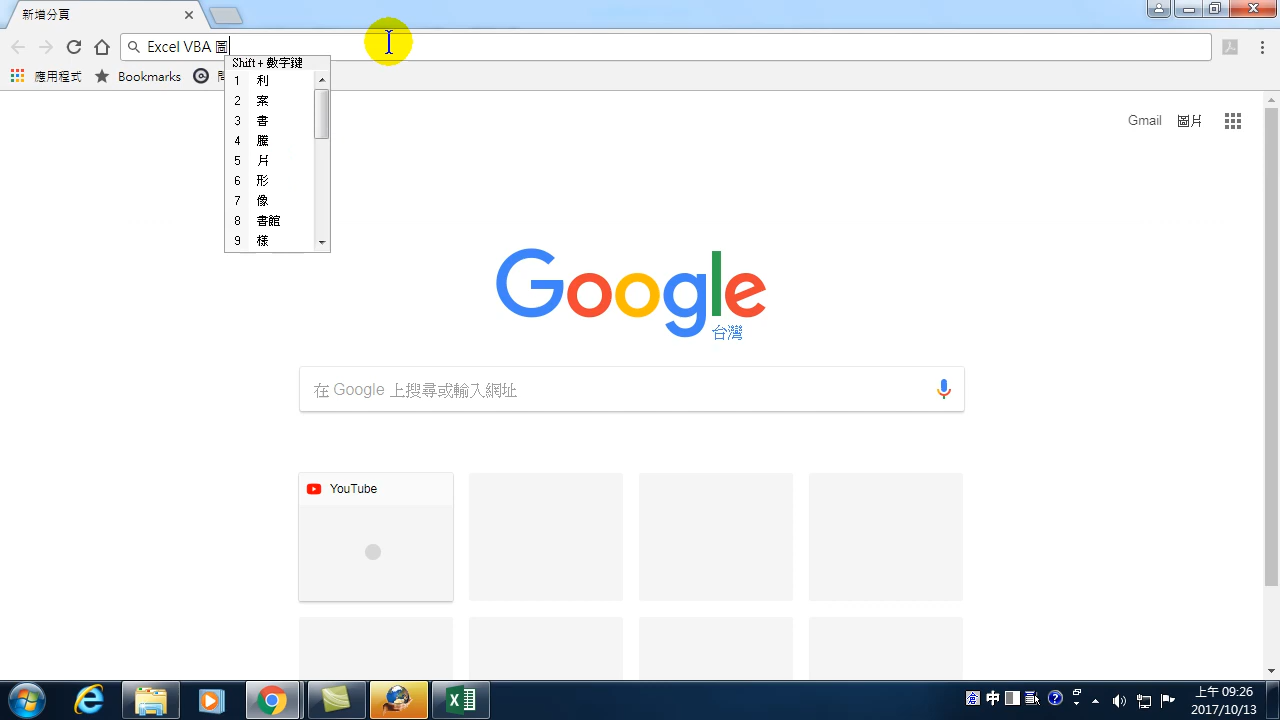 新增分頁
Excel VBA 圖
應用程式
Bookmarks
Shift+ 數字鍵
1 利
2 案
3 書
4 騰
5 片
6 形
7 像
8 書館
9 樣
Gmail
圖片
Google
台灣
在 Google 上搜尋或輸入網址
YouTube
中
上午 09:26
2017/10/13